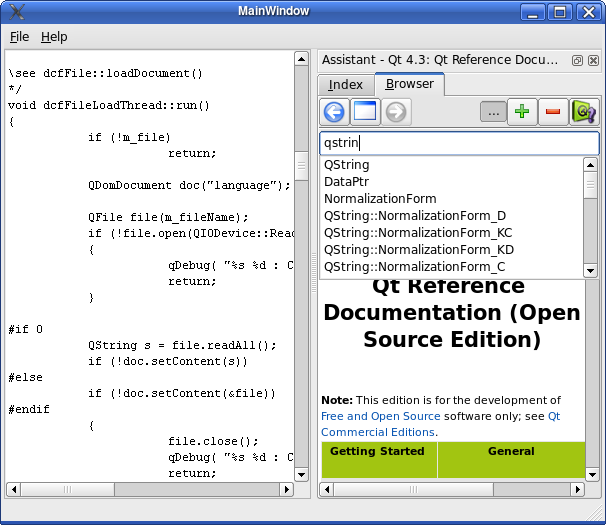 MainWindow
File Help
\see dcfFile::loadDocument()
*/
void dcfFileLoadThread::run()
{
if (!m_file)
return;
QDomDocument doc("language");
QFile file(m_fileName);
if (!file.open(QIODevice::Rea
{
qDebug( "%s %d : C
return;
}
#if 0
QString s = file.readAll();
if (!doc.setContent(s))
#else
if (!doc.setContent(&file))
#endif
{
file.close();
qDebug( "%s %d : C
return;
Assistant - Qt 4.3: Qt Reference Docu...
Index Browser
...
qstrin
QString
DataPtr
NormalizationForm
QString::NormalizationForm_D
QString::NormalizationForm_KC
QString::NormalizationForm_KD
QString::NormalizationForm_C
Qt Reference
Documentation (Open
Source Edition)
Note: This edition is for the development of
Free and Open Source software only; see Qt
Commercial Editions.
Getting Started General